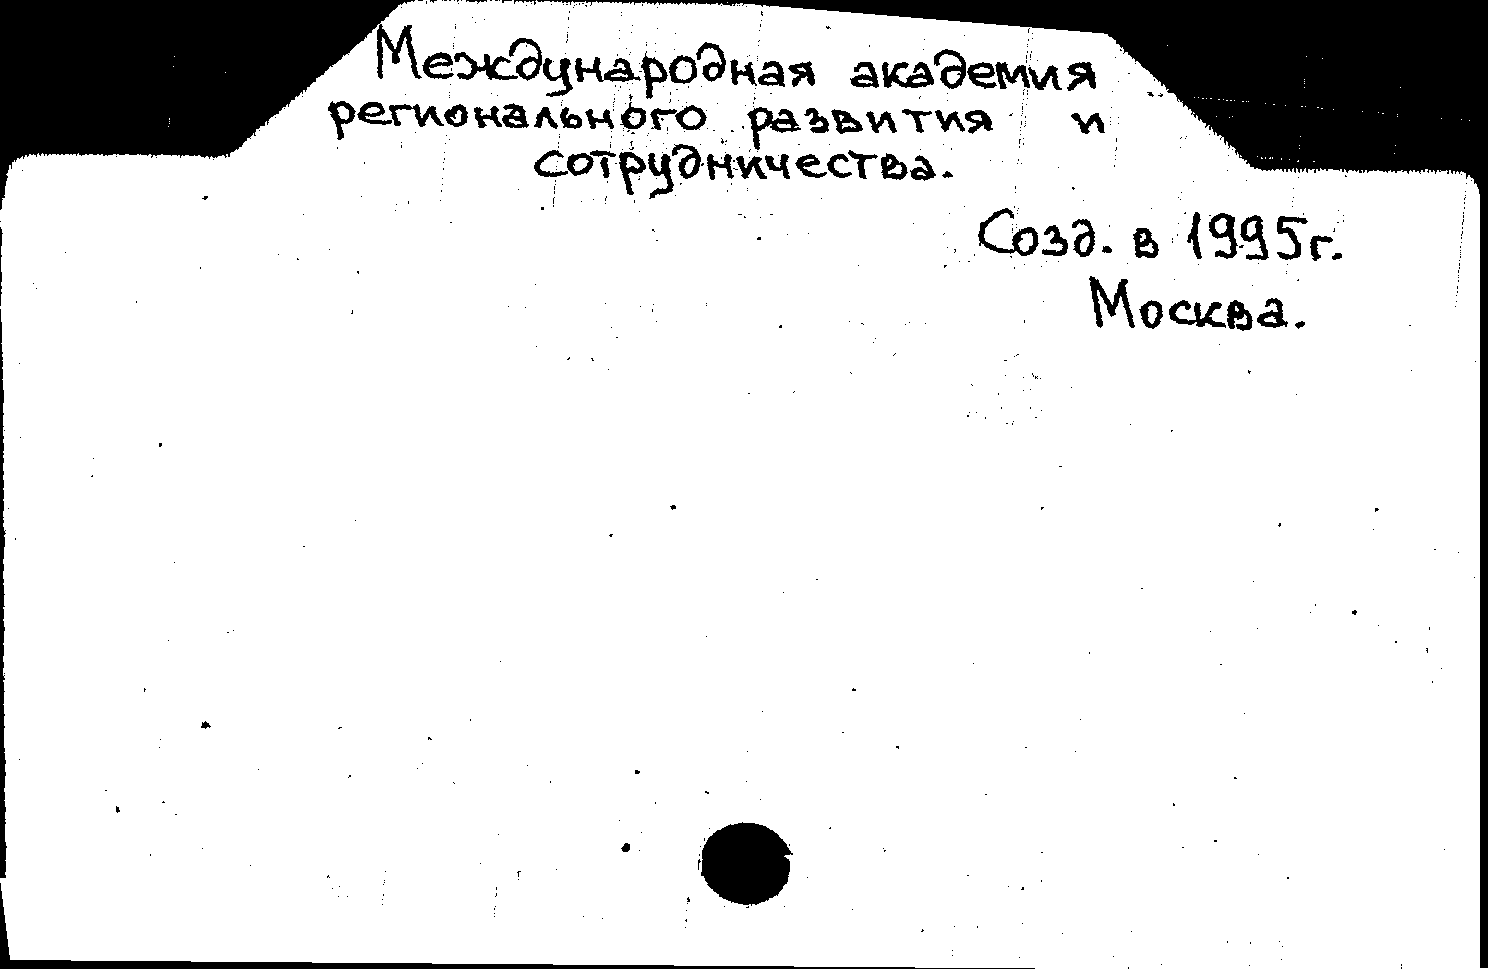 Международная академия
регионального развития и
сотрудничества.
Созд. в 1995г.
Москва.